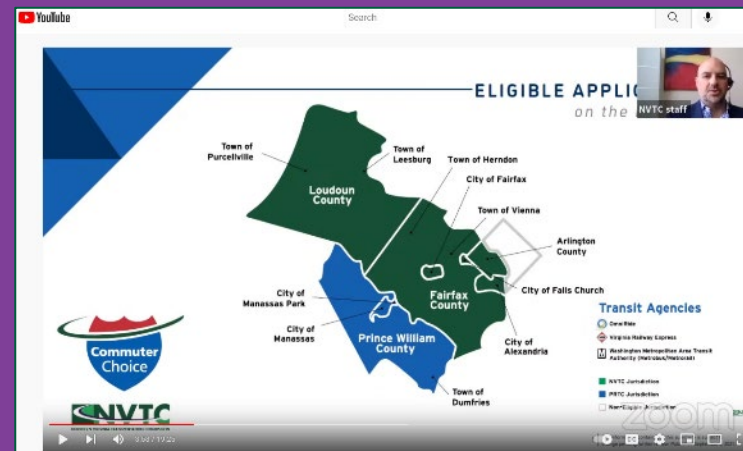 YouTube
Search
ELIGIBLE APPLIC
on the
NVTC staff
Town of
Purcellville
Town of
Leesburg
Town of Herndon
City of Fairfax
Town of Vienna
Loudoun
County
Arlington
County
City of Falls Church
Fairfax
County
City of
Manassas Park
City of
Manassas
Prince William
County
City of
Alexandria
Town of
Dumfries
Commuter
Choice
NVTC
Transit Agencies
OmniRide
Virginia Railway Express
Washington Metropolitan Area Transit
Authority (Metrobus/Metrorail)
NVTC Jurisdiction
PRTC Jurisdiction
zoom